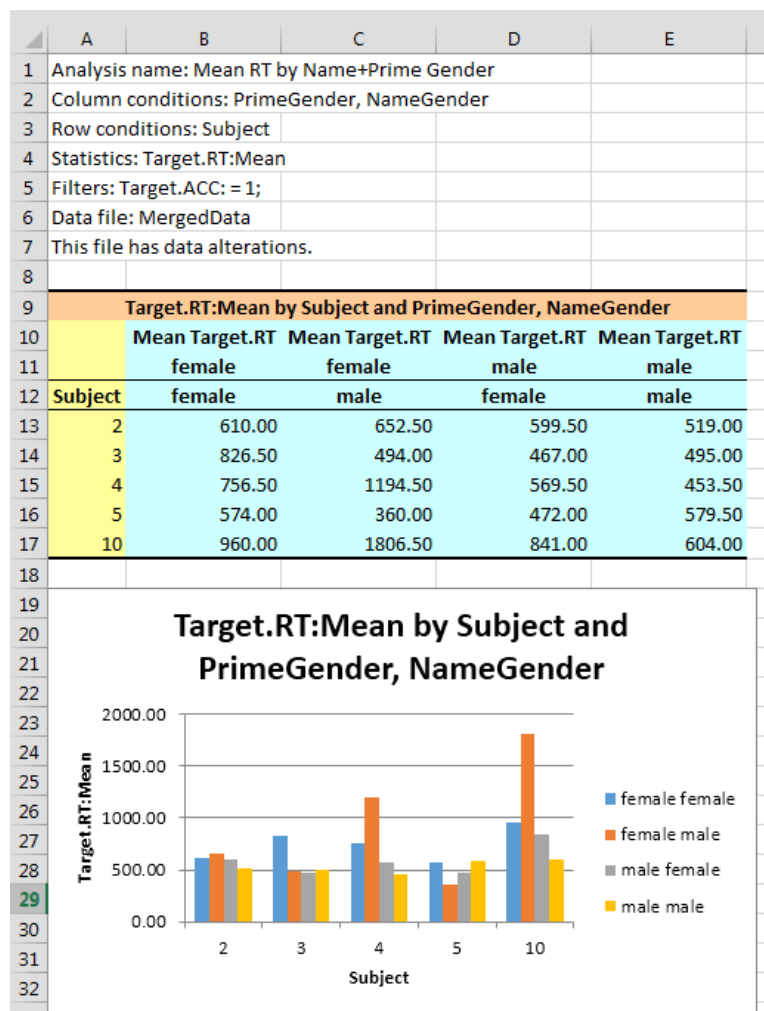 A B C D E
1 Analysis name: Mean RT by Name+Prime Gender
2 Column conditions: PrimeGender, NameGender
3 Row conditions: Subject
4 Statistics: Target.RT:Mean
5 Filters: Target.ACC: = 1;
6 Data file: MergedData
7 This file has data alterations.
8
9 Target.RT:Mean by Subject and PrimeGender, NameGender
10 Mean Target.RT Mean Target.RT Mean Target.RT Mean Target.RT
11 female female male male
12 Subject female male female male
13 2 610.00 652.50 599.50 519.00
14 3 826.50 494.00 467.00 495.00
15 4 756.50 1194.50 569.50 453.50
16 5 574.00 360.00 472.00 579.50
17 10 960.00 1806.50 841.00 604.00
18
19
20
21
22
23
24
25
26
27
28
29
30
31
32
Target.RT:Mean by Subject and
PrimeGender, NameGender
Target.RT:Mean
2000.00
1500.00
1000.00
500.00
0.00
2 3 4 5 10
Subject
female female
female male
male female
male male